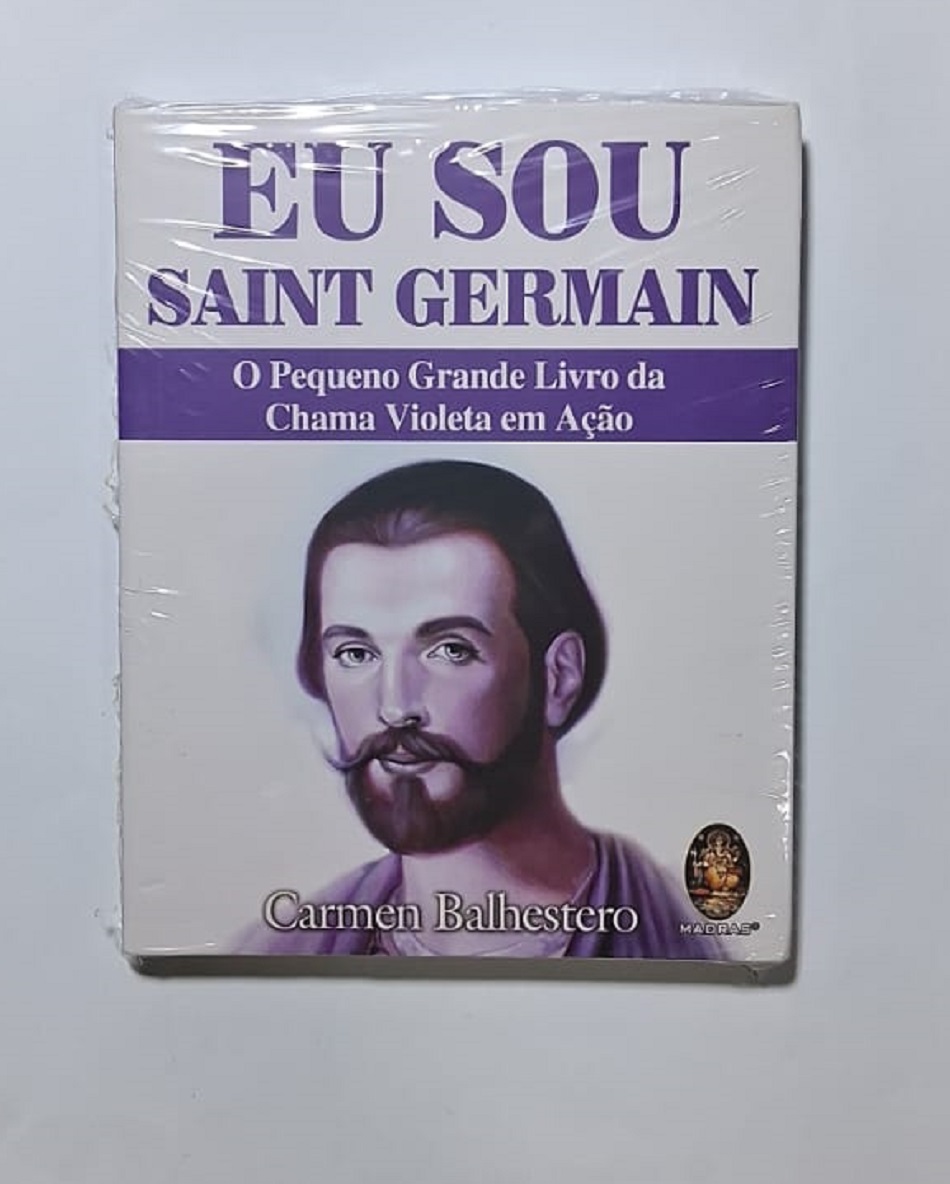 EU SOU
SAINT GERMAIN
O Pequeno Grande Livro da
Chama Violeta em Ação
Carmen Balhestero
MADRAS®